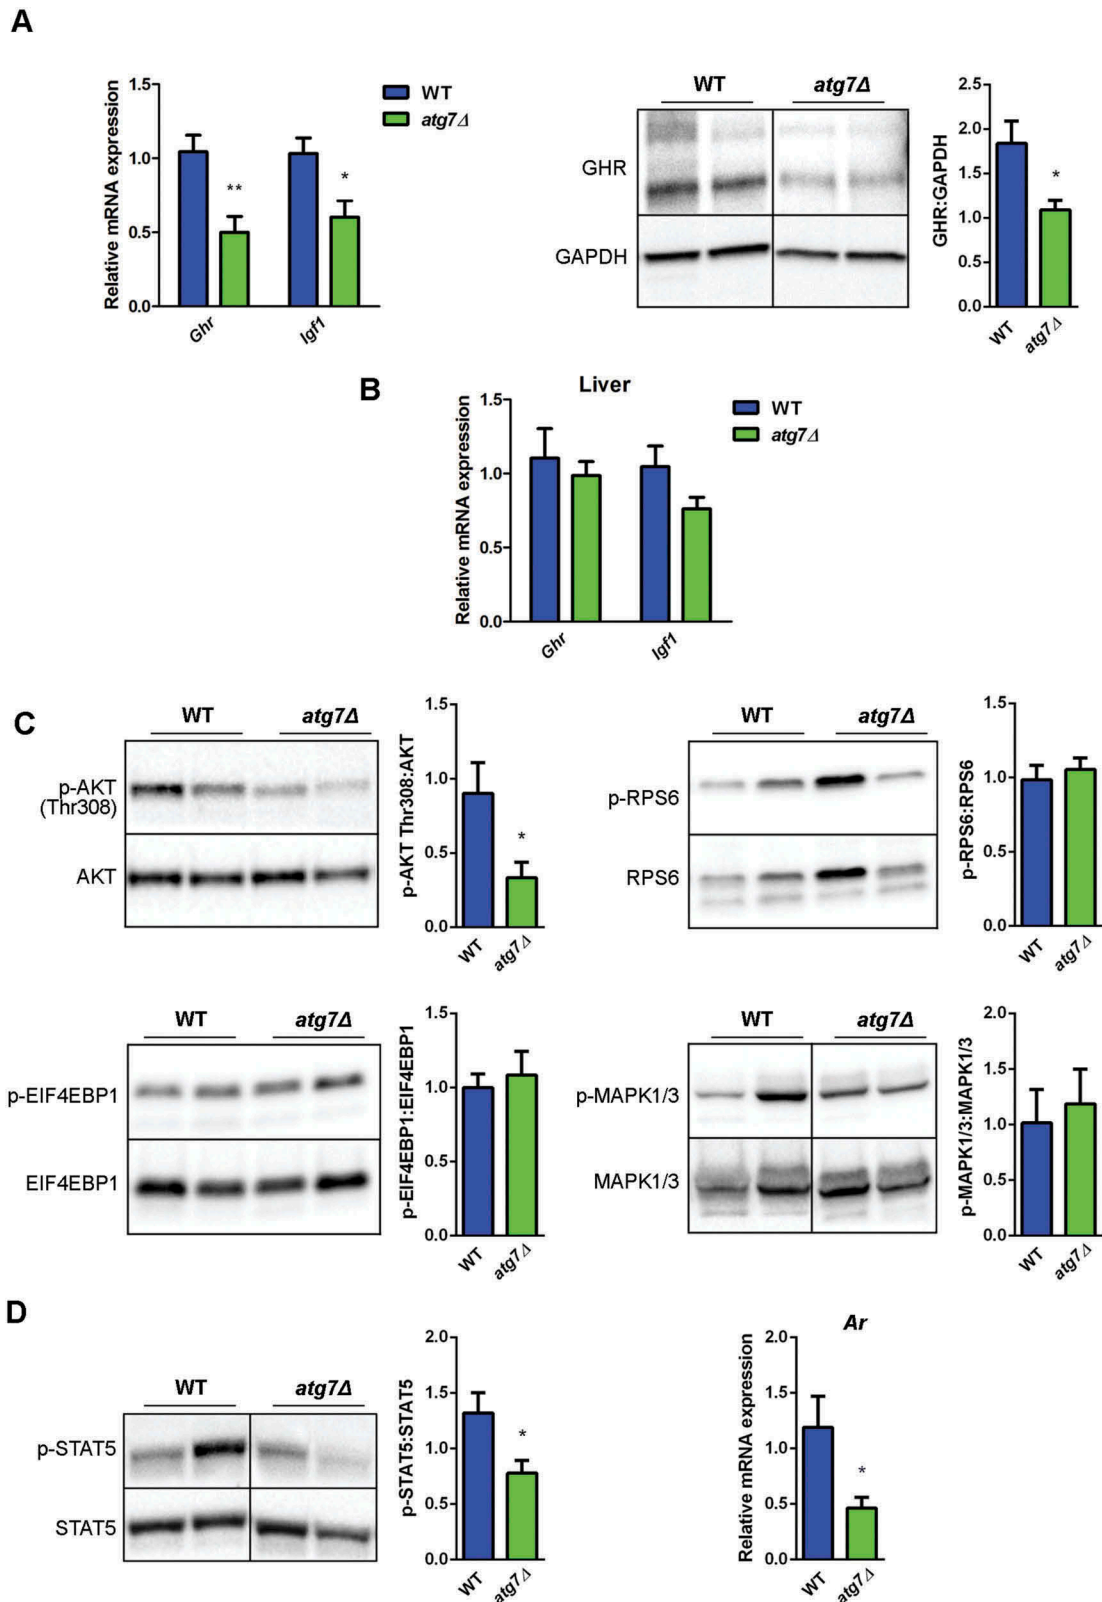 A
Relative mRNA expression
1.5
1.0
0.5
0.0
**
*
Ghr
Igf1
WT
atg7Δ
WT
atg7Δ
GHR
GAPDH
GHR:GAPDH
2.5
2.0
1.5
1.0
0.5
0.0
*
WT
atg7Δ
B
Liver
Relative mRNA expression
1.5
1.0
0.5
0.0
Ghr
Igf1
WT
atg7Δ
C
WT
atg7Δ
p-AKT
(Thr308)
AKT
p-AKT Thr308:AKT
1.5
1.0
0.5
0.0
*
WT
atg7Δ
WT
atg7Δ
p-RPS6
RPS6
p-RPS6:RPS6
1.5
1.0
0.5
0.0
WT
atg7Δ
WT
atg7Δ
p-EIF4EBP1
EIF4EBP1
p-EIF4EBP1:EIF4EBP1
1.5
1.0
0.5
0.0
WT
atg7Δ
WT
atg7Δ
p-MAPK1/3
MAPK1/3
p-MAPK1/3:MAPK1/3
2.0
1.5
1.0
0.5
0.0
WT
atg7Δ
D
WT
atg7Δ
p-STAT5
STAT5
p-STAT5:STAT5
2.0
1.5
1.0
0.5
0.0
*
WT
atg7Δ
Ar
Relative mRNA expression
2.0
1.5
1.0
0.5
0.0
*
WT
atg7Δ